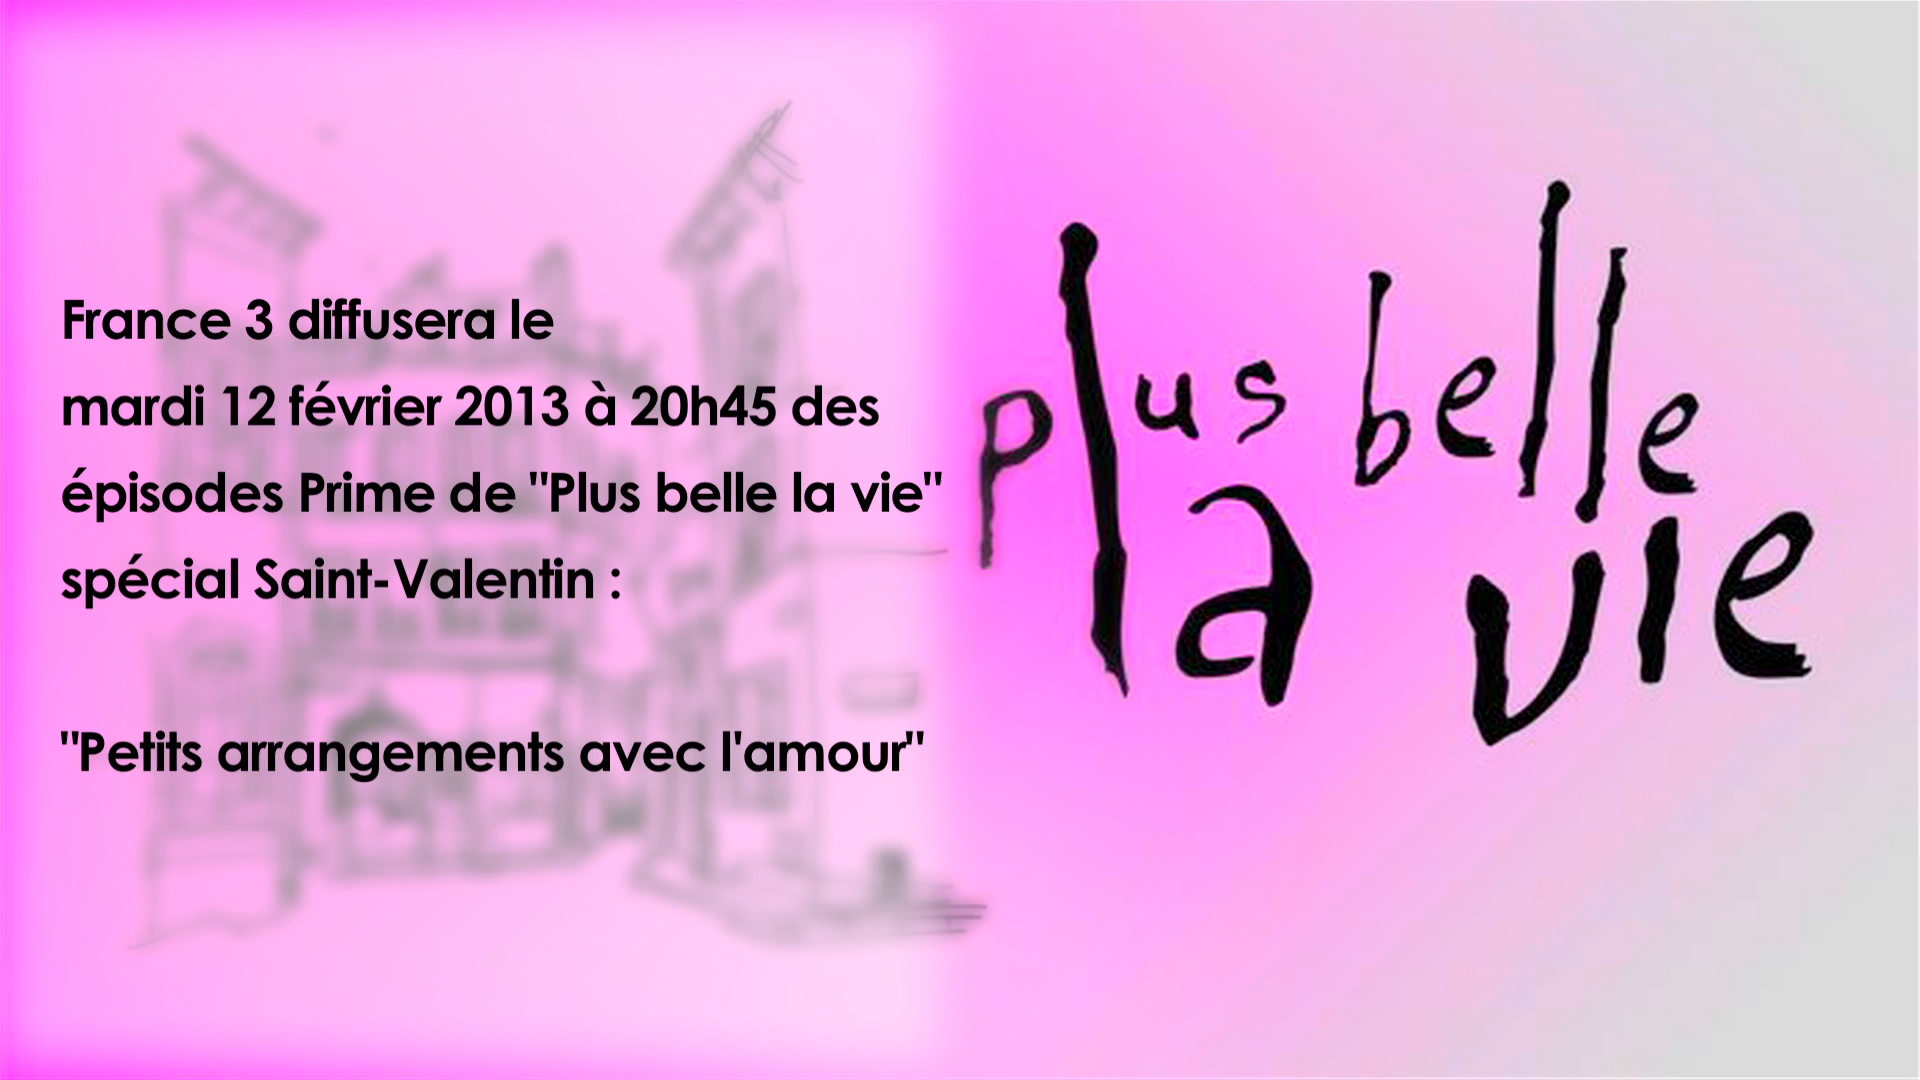 France 3 diffusera le
mardi 12 février 2013 à 20h45 des
épisodes Prime de "Plus belle la vie"
spécial Saint-Valentin :
"Petits arrangements avec l'amour"
plus belle
la vie